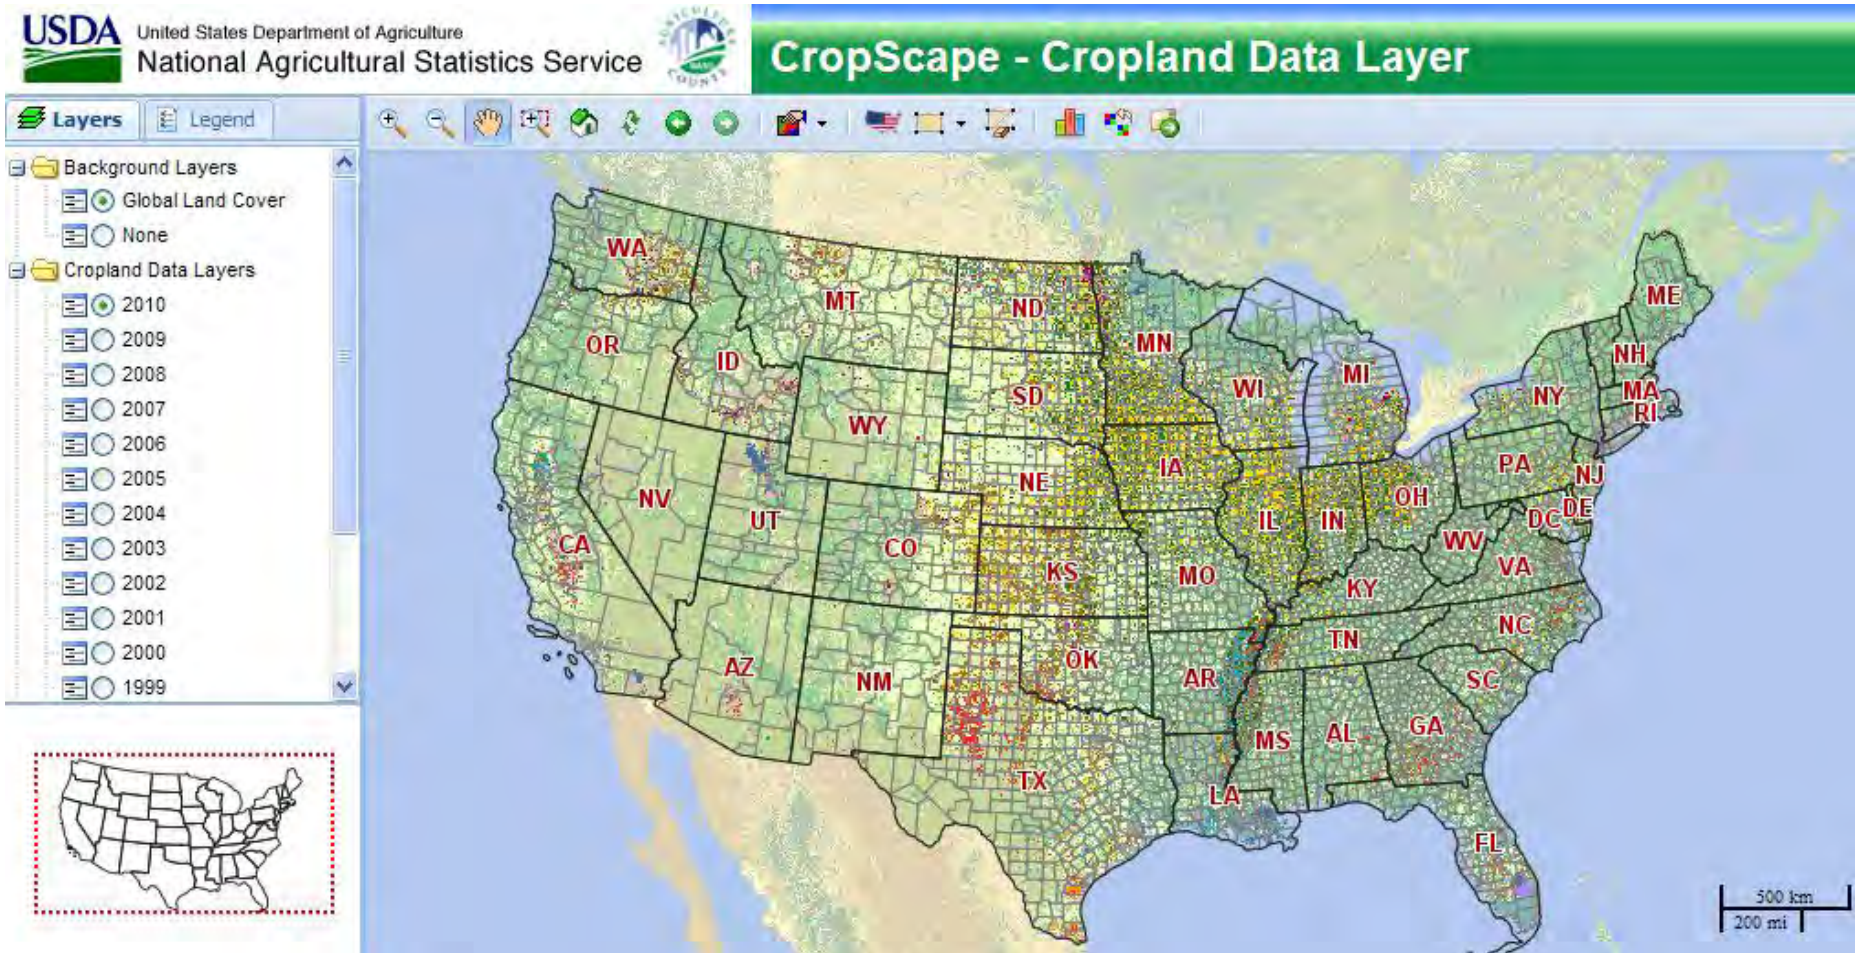 USDA
United States Department of Agriculture
National Agricultural Statistics Service
CropScape - Cropland Data Layer
Layers
Legend
Background Layers
Global Land Cover
None
Cropland Data Layers
2010
2009
2008
2007
2006
2005
2004
2003
2002
2001
2000
1999
WA
MT
ND
MN
ME
OR
ID
SD
WI
MI
NH
NY
MA
RI
WY
NE
IA
PA
NJ
NV
UT
CO
IL
IN
OH
DC
DE
WV
CA
KS
MO
KY
VA
AZ
NM
OK
AR
TN
NC
SC
TX
LA
MS
AL
GA
FL
500 km
200 mi